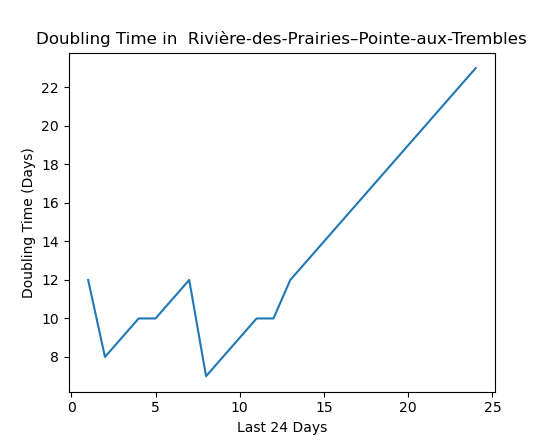 Doubling Time in  Rivière-des-Prairies–Pointe-aux-Trembles
Doubling Time (Days)
22
20
18
16
14
12
10
8
0 5 10 15 20 25
Last 24 Days